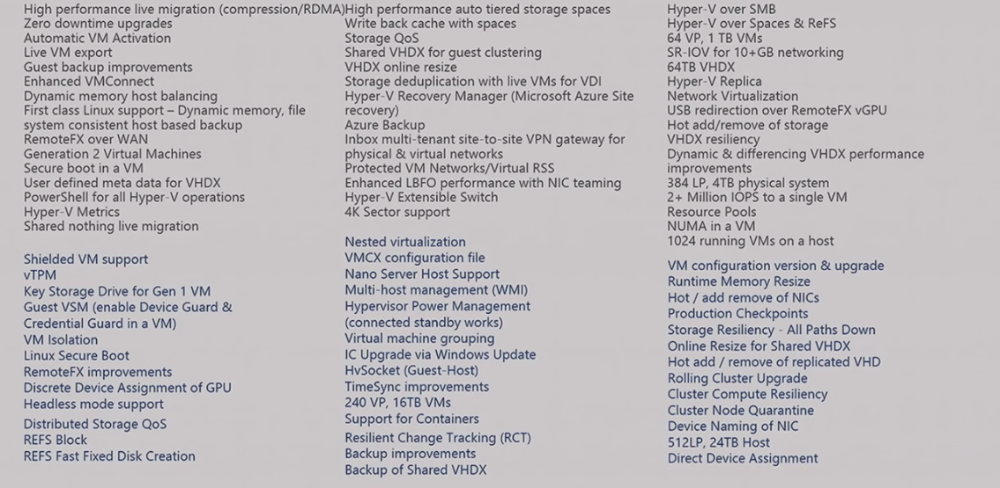 High performance live migration (compression/RDMA)
Zero downtime upgrades
Automatic VM Activation
Live VM export
Guest backup improvements
Enhanced VMConnect
Dynamic memory host balancing
First class Linux support – Dynamic memory, file
system consistent host based backup
RemoteFX over WAN
Generation 2 Virtual Machines
Secure boot in a VM
User defined meta data for VHDX
PowerShell for all Hyper-V operations
Hyper-V Metrics
Shared nothing live migration
Shielded VM support
vTPM
Key Storage Drive for Gen 1 VM
Guest VSM (enable Device Guard &
Credential Guard in a VM)
VM Isolation
Linux Secure Boot
RemoteFX improvements
Discrete Device Assignment of GPU
Headless mode support
Distributed Storage QoS
REFS Block
REFS Fast Fixed Disk Creation
High performance auto tiered storage spaces
Write back cache with spaces
Storage QoS
Shared VHDX for guest clustering
VHDX online resize
Storage deduplication with live VMs for VDI
Hyper-V Recovery Manager (Microsoft Azure Site
recovery)
Azure Backup
Inbox multi-tenant site-to-site VPN gateway for
physical & virtual networks
Protected VM Networks/Virtual RSS
Enhanced LBFO performance with NIC teaming
Hyper-V Extensible Switch
4K Sector support
Nested virtualization
VMCX configuration file
Nano Server Host Support
Multi-host management (WMI)
Hypervisor Power Management
(connected standby works)
Virtual machine grouping
IC Upgrade via Windows Update
HvSocket (Guest-Host)
TimeSync improvements
240 VP, 16TB VMs
Support for Containers
Resilient Change Tracking (RCT)
Backup improvements
Backup of Shared VHDX
Hyper-V over SMB
Hyper-V over Spaces & ReFS
64 VP, 1 TB VMs
SR-IOV for 10+GB networking
64TB VHDX
Hyper-V Replica
Network Virtualization
USB redirection over RemoteFX vGPU
Hot add/remove of storage
VHDX resiliency
Dynamic & differencing VHDX performance
improvements
384 LP, 4TB physical system
2+ Million IOPS to a single VM
Resource Pools
NUMA in a VM
1024 running VMs on a host
VM configuration version & upgrade
Runtime Memory Resize
Hot / add remove of NICs
Production Checkpoints
Storage Resiliency - All Paths Down
Online Resize for Shared VHDX
Hot add / remove of replicated VHD
Rolling Cluster Upgrade
Cluster Compute Resiliency
Cluster Node Quarantine
Device Naming of NIC
512LP, 24TB Host
Direct Device Assignment